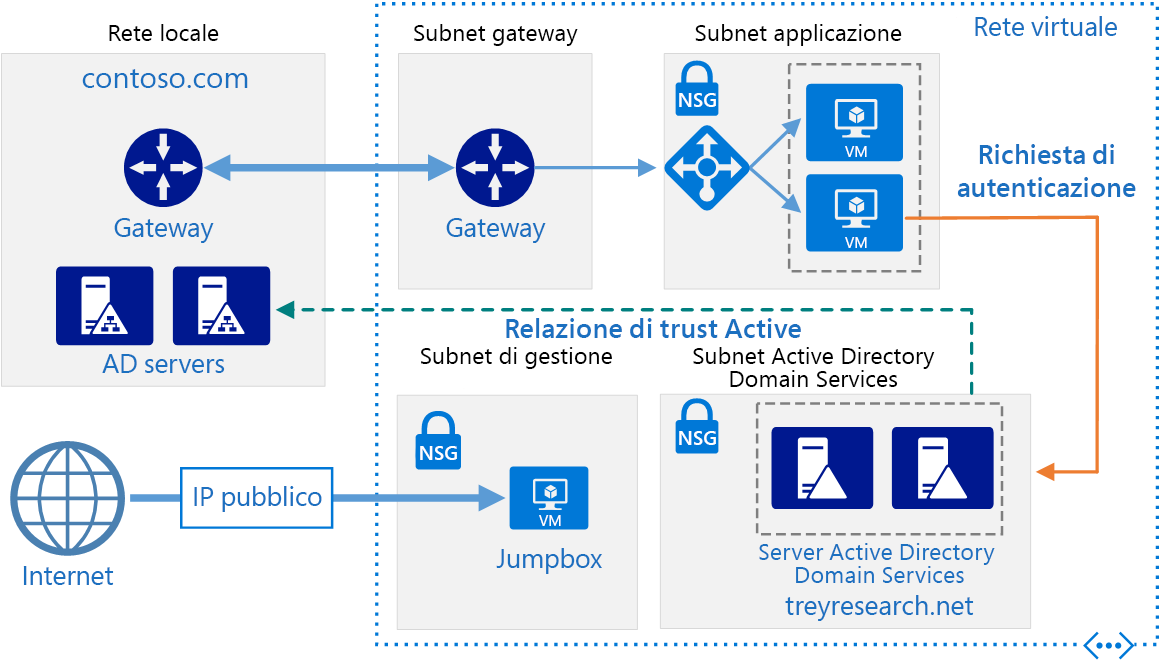 Rete locale
Subnet gateway
Subnet applicazione
Rete virtuale
contoso.com
NSG
VM
Richiesta di
autenticazione
VM
Gateway
Gateway
Relazione di trust Active
AD servers
Subnet di gestione
Subnet Active Directory
Domain Services
NSG
NSG
IP pubblico
VM
Jumpbox
Internet
Server Active Directory
Domain Services
treyresearch.net